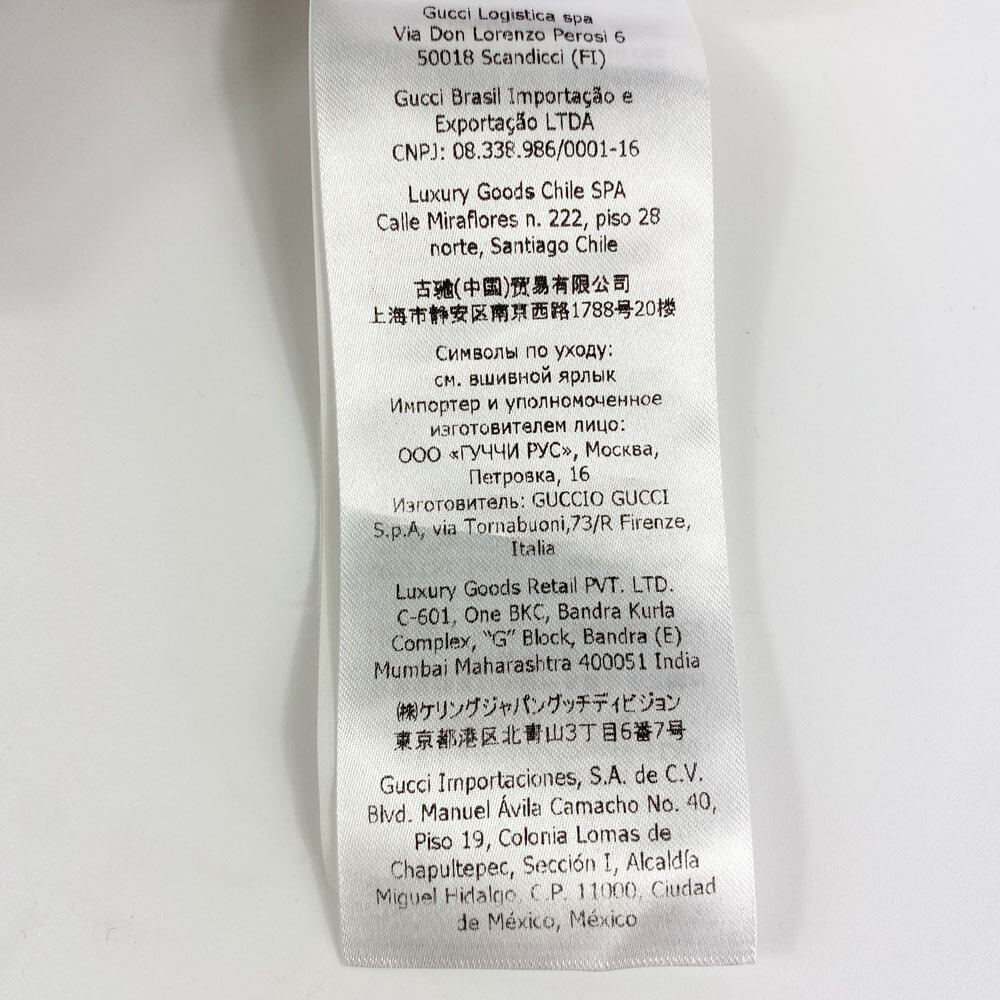 Gucci Logistica spa
Via Don Lorenzo Perosi 6
50018 Scandicci (FI)
Gucci Brasil Importação e
Exportação LTDA
CNPJ: 08.338.986/0001-16
Luxury Goods Chile SPA
Calle Miraflores n. 222, piso 28
norte, Santiago Chile
古驰(中国)贸易有限公司
上海市静安区南京西路1788号20楼
Символы по уходу:
см. вшивной ярлык
Импортер и уполномоченное
изготовителем лицо:
ООО «ГУЧЧИ РУС», Москва,
Петровка, 16
Изготовитель: GUCCIO GUCCI
S.p.A, via Tornabuoni,73/R Firenze,
Italia
Luxury Goods Retail PVT. LTD.
C-601, One BKC, Bandra Kurla
Complex, "G" Block, Bandra (E)
Mumbai Maharashtra 400051 India
㈱ケリングジャパングッチディビジョン
東京都港区北青山3丁目6番7号
Gucci Importaciones, S.A. de C.V.
Blvd. Manuel Ávila Camacho No. 40,
Piso 19, Colonia Lomas de
Chapultepec, Sección I, Alcaldía
Miguel Hidalgo, C.P. 11000, Ciudad
de México, México